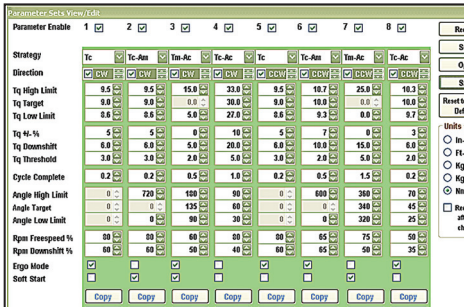 Parameter Sets View/Edit
Parameter Enable 1 2 3 4 5 6 7 8
Strategy Tc Tc-Am Tm-Ac Tc-Ac Tc Tc-Am Tm-Ac Tc-Ac
Direction CW CW CW CW CCW CCW CCW CCW
Tq High Limit 9.5 9.5 15.0 33.0 9.5 10.7 25.0 10.3
Tq Target 9.0 9.0 0.0 30.0 9.0 10.0 0.0 10.0
Tq Low Limit 8.6 8.6 5.0 27.0 8.6 9.3 0.0 9.7
Tq +/- % 5 5 0 10 5 7 0 3
Tq Downshift 6.0 6.0 5.0 20.0 6.0 10.0 15.0 6.0
Tq Threshold 3.0 3.0 2.0 5.0 3.0 2.0 5.0 2.0
Cycle Complete 0.2 0.2 0.5 1.0 0.2 0.5 1.5 0.2
Angle High Limit 0 720 180 90 0 600 360 70
Angle Target 0 0 135 60 0 0 340 45
Angle Low Limit 0 0 90 30 0 0 320 25
Rpm Freespeed % 80 80 60 80 80 65 75 50
Rpm Downshift % 60 60 50 40 60 65 50 35
Ergo Mode
Soft Start
Copy Copy Copy Copy Copy Copy Copy Copy
Reset
Units